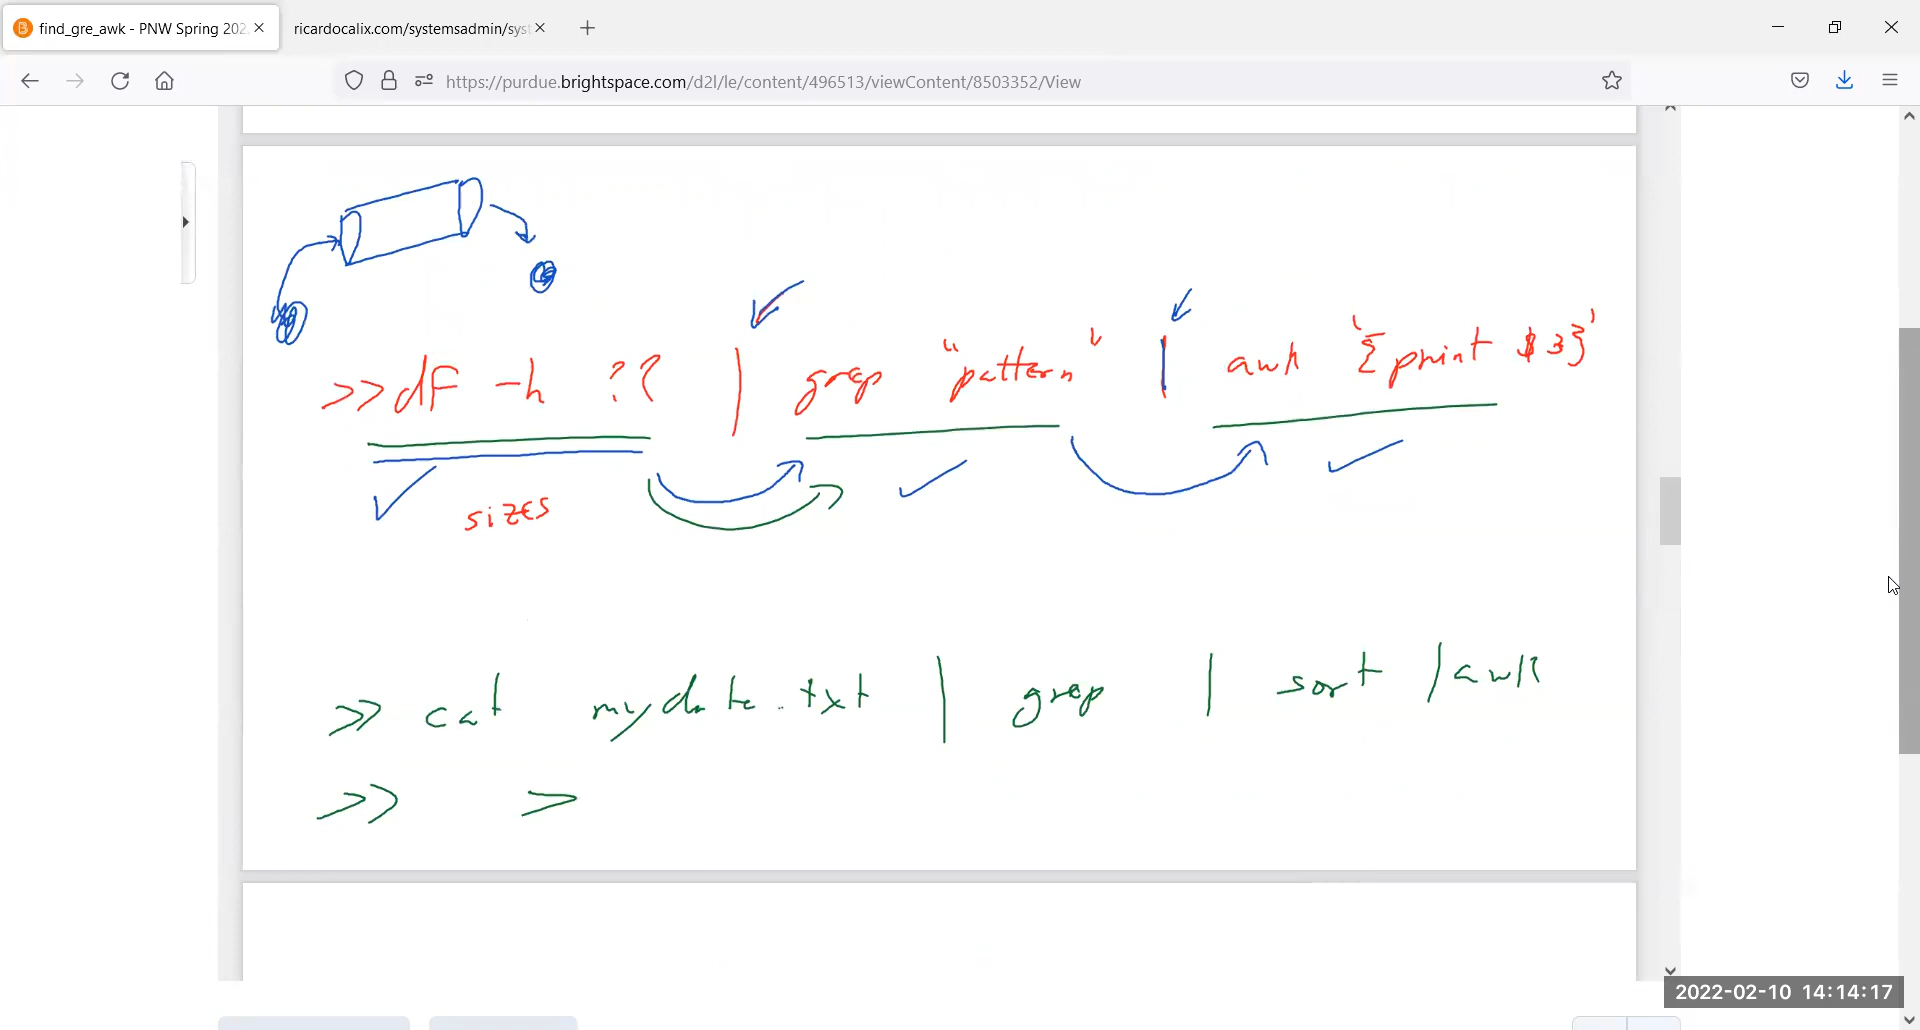 find_gre_awk - PNW Spring 202
ricardocalix.com/systemsadmin/sys
https://purdue.brightspace.com/d2l/le/content/496513/viewContent/8503352/View
>> df -h ?? | grep "pattern" | awk '{print $3}'
sizes
>> cat mydata.txt | grep | sort | awk
>> >
2022-02-10 14:14:17